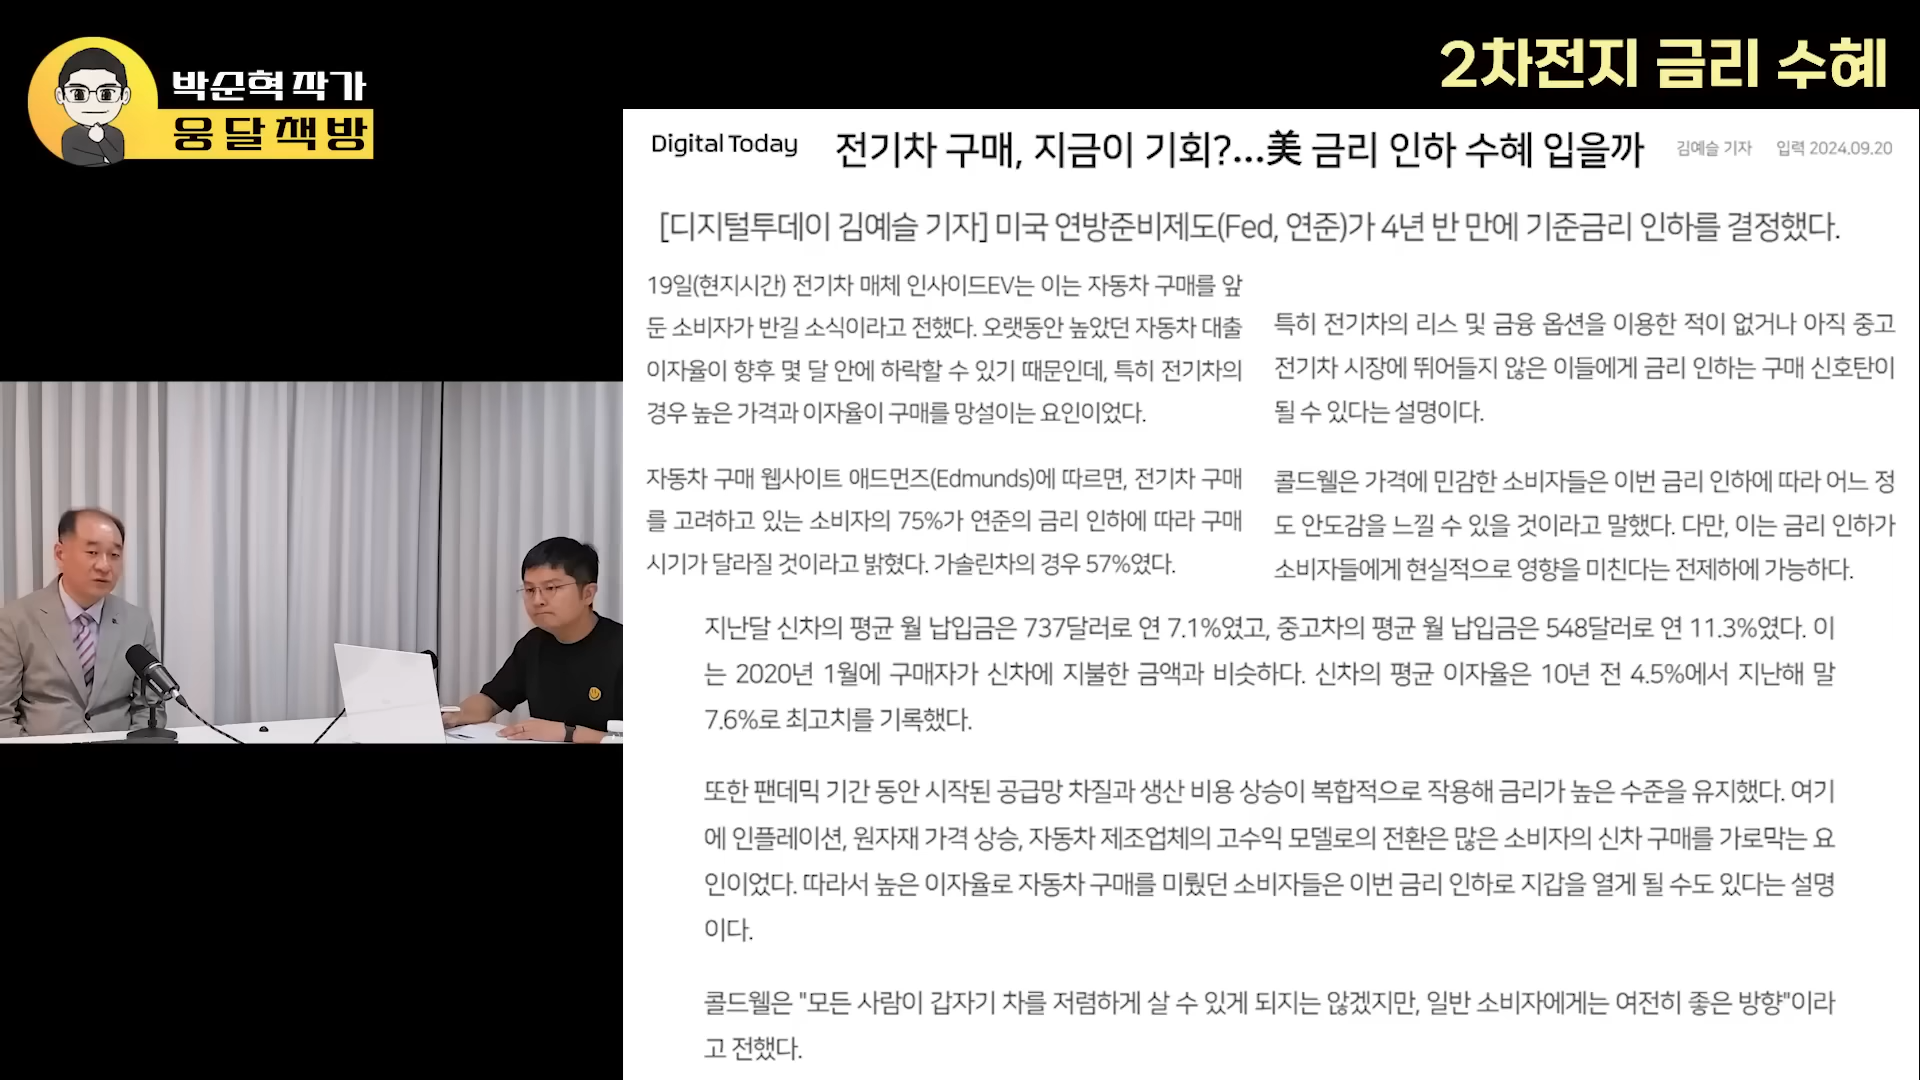 박순혁 작가
웅달책방
2차전지 금리 수혜
Digital Today
전기차 구매, 지금이 기회?...美 금리 인하 수혜 입을까
김예슬 기자
입력 2024.09.20
[디지털투데이 김예슬 기자] 미국 연방준비제도(Fed, 연준)가 4년 반 만에 기준금리 인하를 결정했다.
19일(현지시간) 전기차 매체 인사이드EV는 이는 자동차 구매를 앞
둔 소비자가 반길 소식이라고 전했다. 오랫동안 높았던 자동차 대출
이자율이 향후 몇 달 안에 하락할 수 있기 때문인데, 특히 전기차의
경우 높은 가격과 이자율이 구매를 망설이는 요인이었다.
자동차 구매 웹사이트 애드먼즈(Edmunds)에 따르면, 전기차 구매
를 고려하고 있는 소비자의 75%가 연준의 금리 인하에 따라 구매
시기가 달라질 것이라고 밝혔다. 가솔린차의 경우 57%였다.
특히 전기차의 리스 및 금융 옵션을 이용한 적이 없거나 아직 중고
전기차 시장에 뛰어들지 않은 이들에게 금리 인하는 구매 신호탄이
될 수 있다는 설명이다.
콜드웰은 가격에 민감한 소비자들은 이번 금리 인하에 따라 어느 정
도 안도감을 느낄 수 있을 것이라고 말했다. 다만, 이는 금리 인하가
소비자들에게 현실적으로 영향을 미친다는 전제하에 가능하다.
지난달 신차의 평균 월 납입금은 737달러로 연 7.1%였고, 중고차의 평균 월 납입금은 548달러로 연 11.3%였다. 이
는 2020년 1월에 구매자가 신차에 지불한 금액과 비슷하다. 신차의 평균 이자율은 10년 전 4.5%에서 지난해 말
7.6%로 최고치를 기록했다.
또한 팬데믹 기간 동안 시작된 공급망 차질과 생산 비용 상승이 복합적으로 작용해 금리가 높은 수준을 유지했다. 여기
에 인플레이션, 원자재 가격 상승, 자동차 제조업체의 고수익 모델로의 전환은 많은 소비자의 신차 구매를 가로막는 요
인이었다. 따라서 높은 이자율로 자동차 구매를 미뤘던 소비자들은 이번 금리 인하로 지갑을 열게 될 수도 있다는 설명
이다.
콜드웰은 "모든 사람이 갑자기 차를 저렴하게 살 수 있게 되지는 않겠지만, 일반 소비자에게는 여전히 좋은 방향"이라
고 전했다.